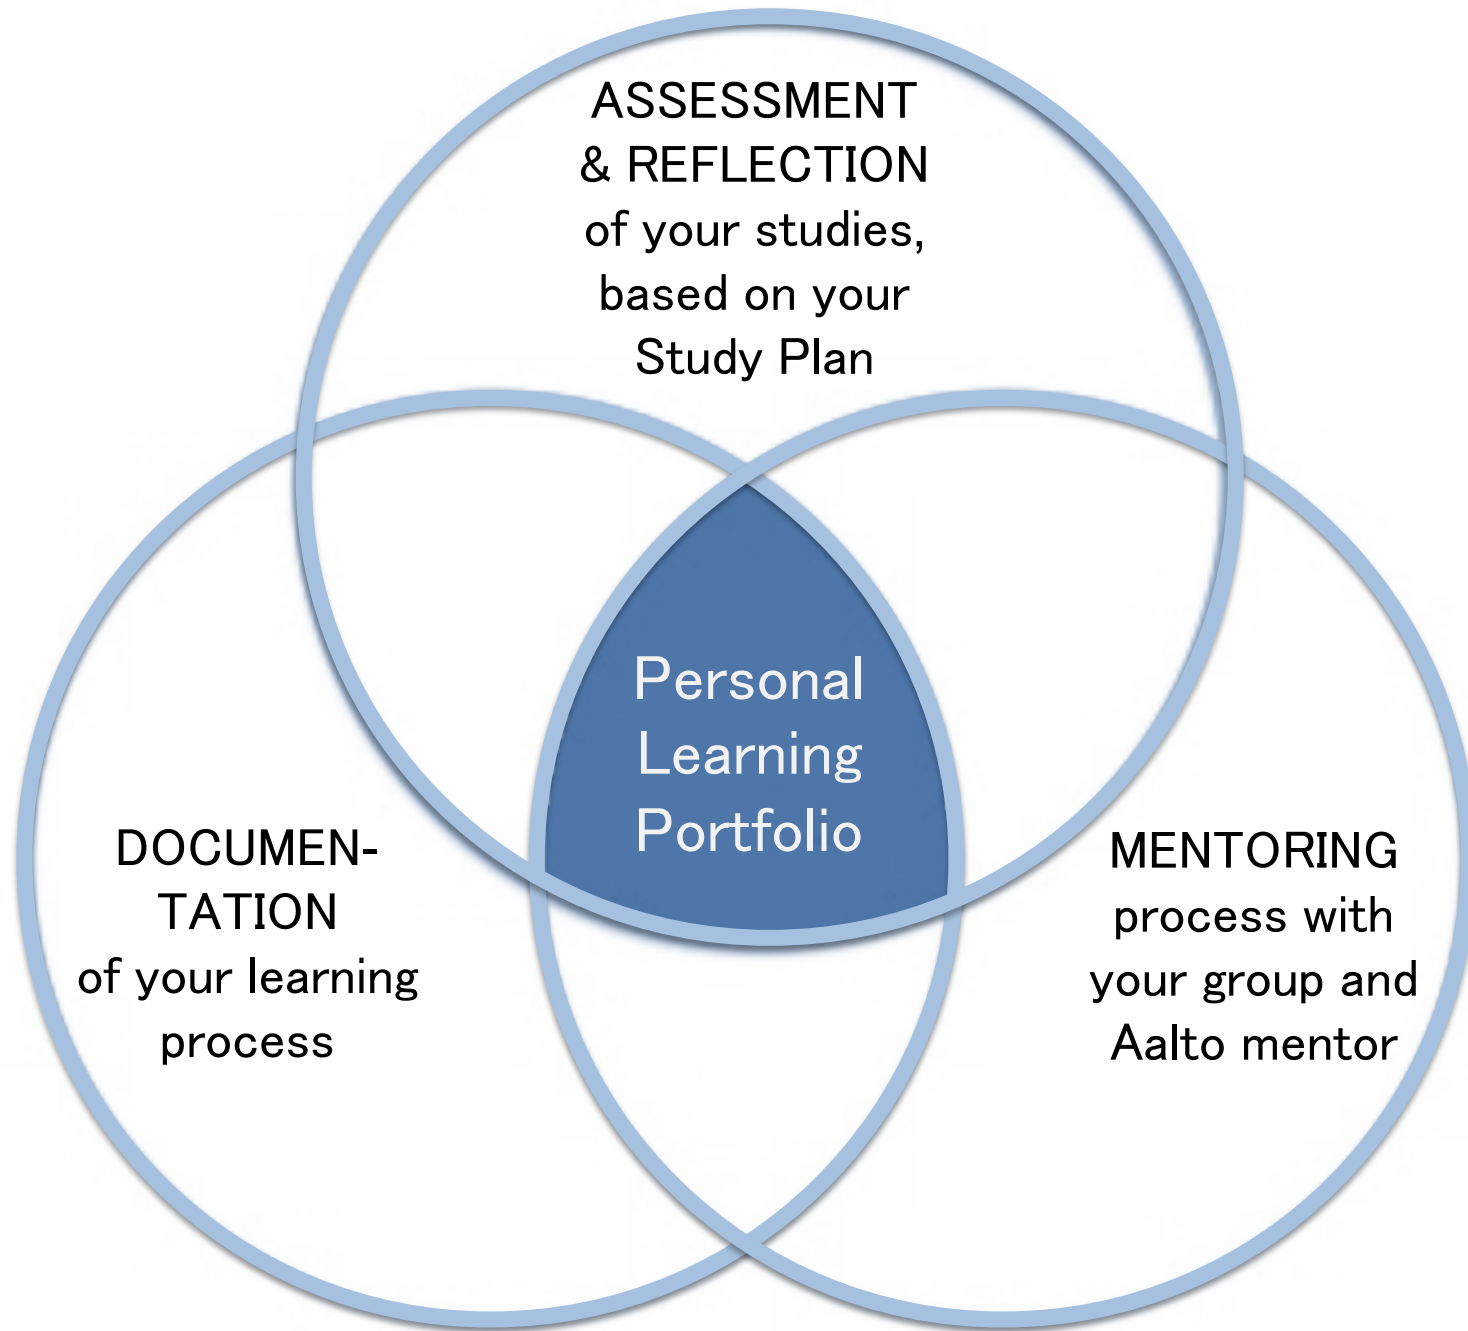 ASSESSMENT
& REFLECTION
of your studies,
based on your
Study Plan
Personal
Learning
Portfolio
DOCUMEN-
TATION
of your learning
process
MENTORING
process with
your group and
Aalto mentor